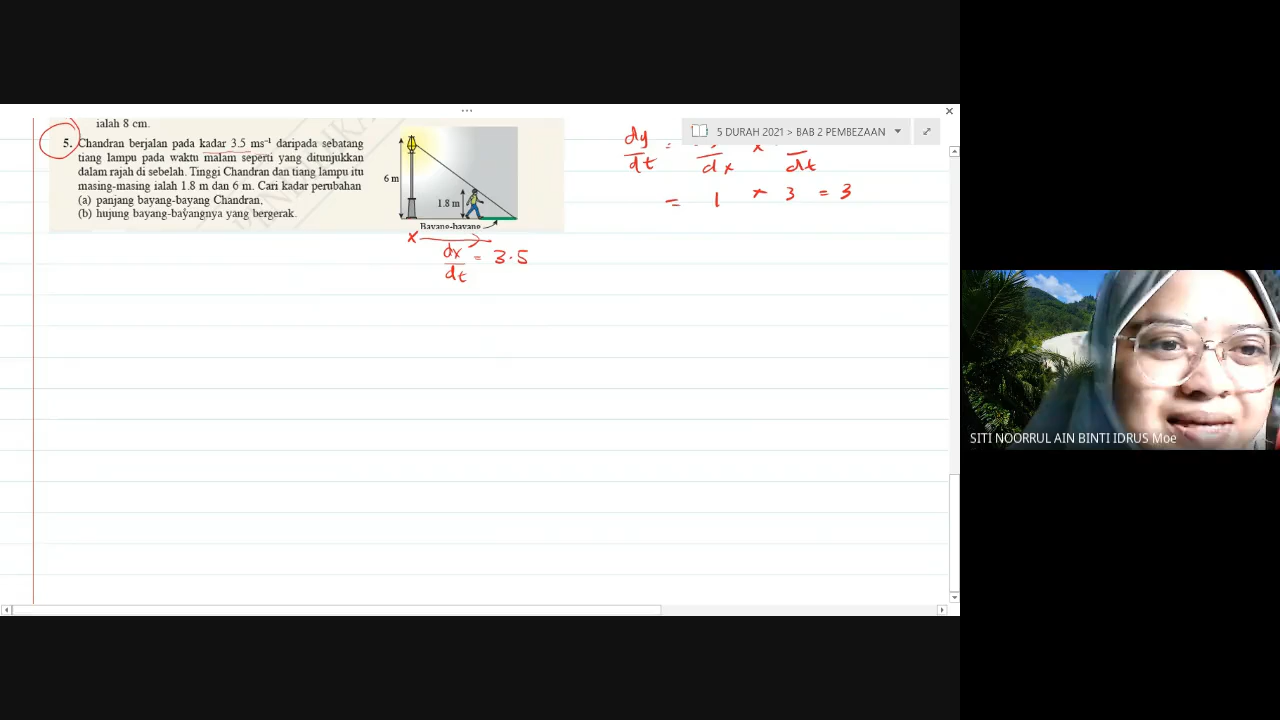 ialah 8 cm.
5. Chandran berjalan pada kadar 3.5 ms⁻¹ daripada sebatang
tiang lampu pada waktu malam seperti yang ditunjukkan
dalam rajah di sebelah. Tinggi Chandran dan tiang lampu itu
masing-masing ialah 1.8 m dan 6 m. Cari kadar perubahan
(a) panjang bayang-bayang Chandran,
(b) hujung bayang-bayangnya yang bergerak.
6 m
1.8 m
Bayang-bayang
x
dx/dt = 3.5
5 DURAH 2021 > BAB 2 PEMBEZAAN
dy/dt = dx × dt
= 1 × 3 = 3
SITI NOORRUL AIN BINTI IDRUS Moe